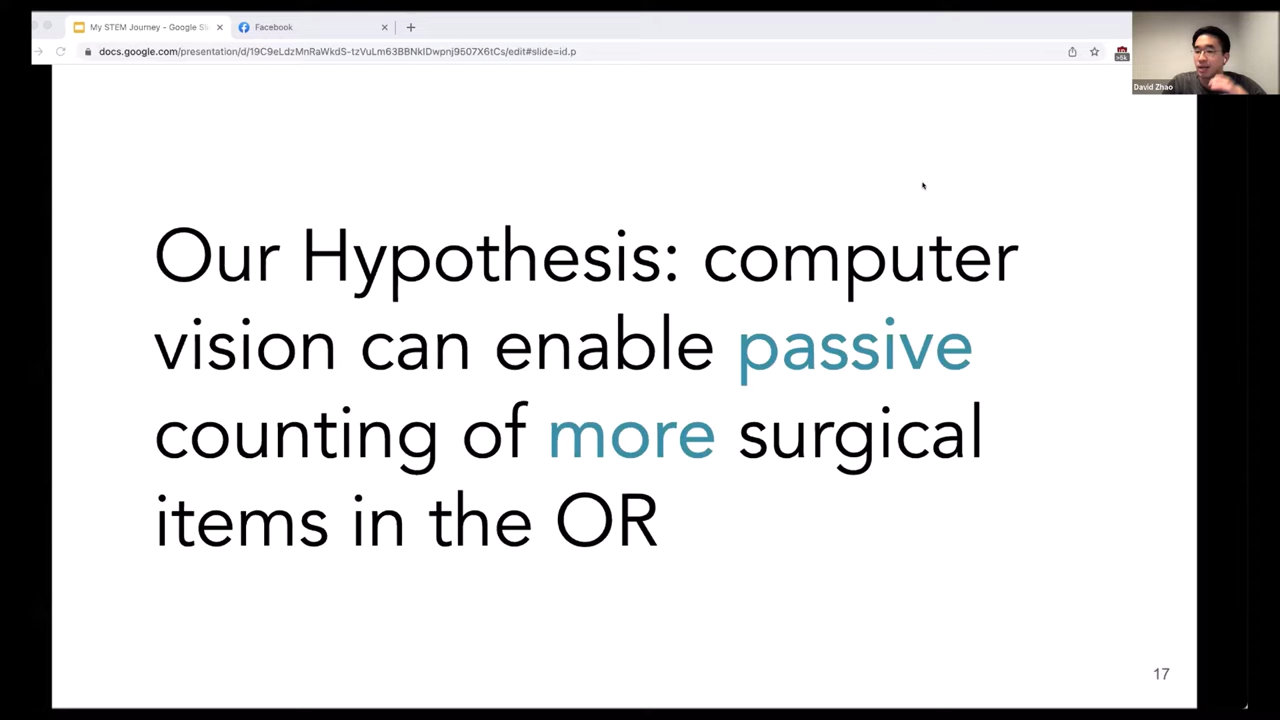 My STEM Journey - Google Sli
Facebook
docs.google.com/presentation/d/19C9eLdzMnRaWkdS-tzVuLm63BBNkIDwpnj9507X6tCs/edit#slide=id.p
David Zhao
Our Hypothesis: computer
vision can enable passive
counting of more surgical
items in the OR
17